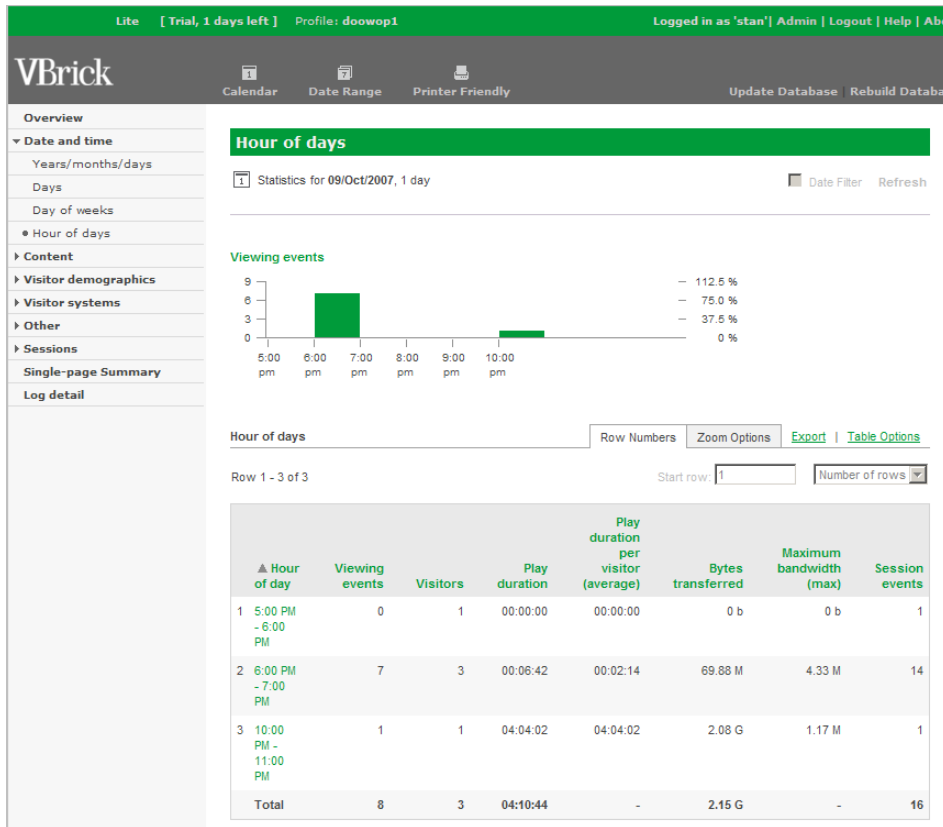 Lite [ Trial, 1 days left ] Profile: doowop1 Logged in as 'stan'| Admin | Logout | Help | Abo
VBrick
1 7
Calendar Date Range Printer Friendly Update Database | Rebuild Databa
Overview
Date and time
Years/months/days
Days
Day of weeks
Hour of days
Content
Visitor demographics
Visitor systems
Other
Sessions
Single-page Summary
Log detail
Hour of days
1 Statistics for 09/Oct/2007, 1 day Date Filter Refresh
Viewing events
9 112.5 %
6 75.0 %
3 37.5 %
0 0 %
5:00 6:00 7:00 8:00 9:00 10:00
pm pm pm pm pm pm
Hour of days Row Numbers Zoom Options Export | Table Options
Row 1 - 3 of 3 Start row: 1 Number of rows
Play
duration
per
Hour Viewing Play visitor Bytes Maximum bandwidth Session
of day events Visitors duration (average) transferred (max) events
1 5:00 PM 0 1 00:00:00 00:00:00 0 b 0 b 1
- 6:00
PM
2 6:00 PM 7 3 00:06:42 00:02:14 69.88 M 4.33 M 14
- 7:00
PM
3 10:00 1 1 04:04:02 04:04:02 2.08 G 1.17 M 1
PM -
11:00
PM
Total 8 3 04:10:44 - 2.15 G - 16